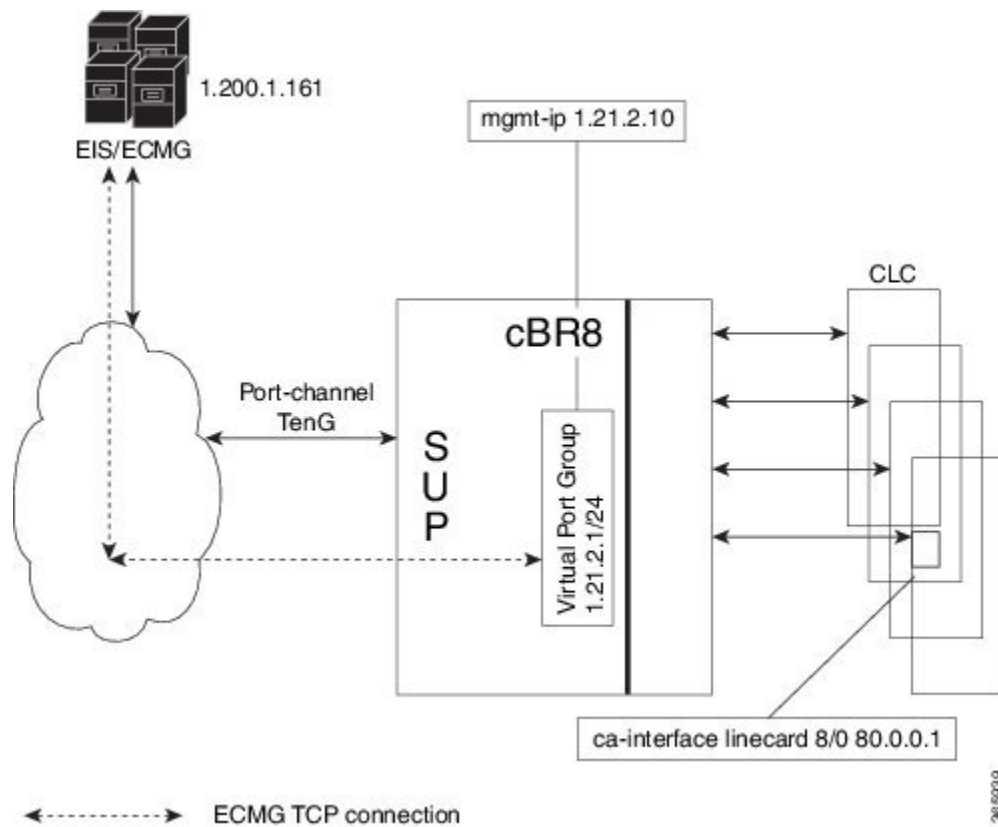 1.200.1.161
EIS/ECMG
mgmt-ip 1.21.2.10
CLC
cBR8
Port-channel
TenG
SUP
Virtual Port Group
1.21.2.1/24
ca-interface linecard 8/0 80.0.0.1
ECMG TCP connection